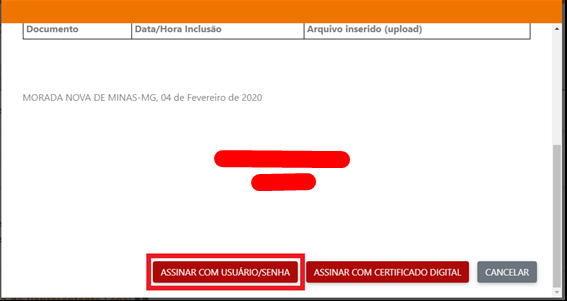 Documento Data/Hora Inclusão Arquivo inserido (upload)
MORADA NOVA DE MINAS-MG, 04 de Fevereiro de 2020
ASSINAR COM USUÁRIO/SENHA ASSINAR COM CERTIFICADO DIGITAL CANCELAR